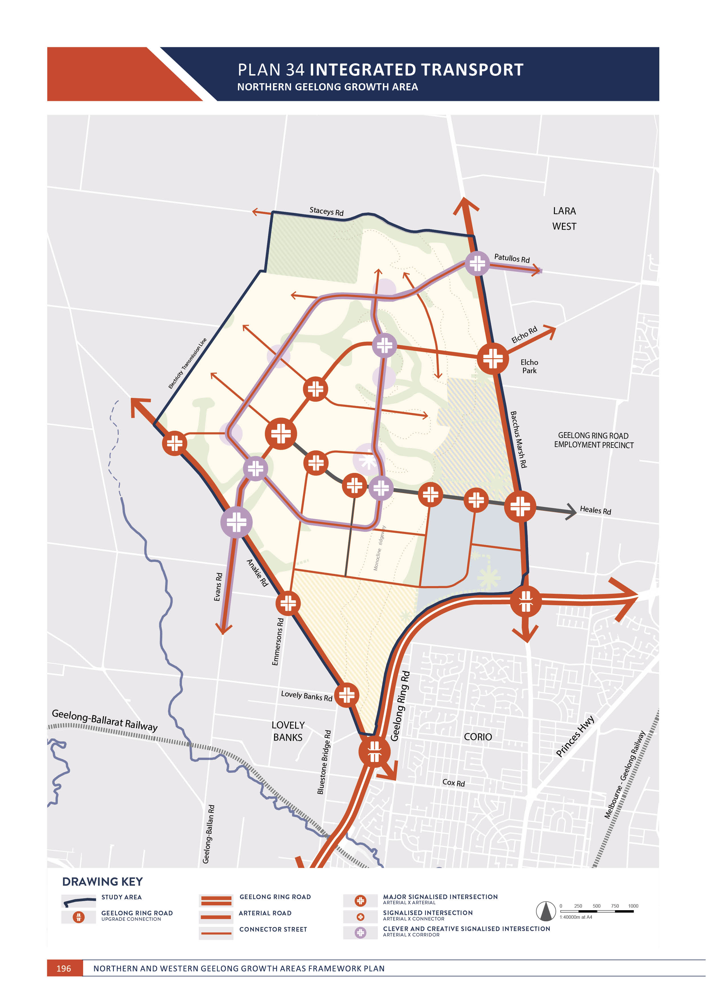 PLAN 34 INTEGRATED TRANSPORT
NORTHERN GEELONG GROWTH AREA
Staceys Rd
LARA
WEST
Patullos Rd
Elcho Rd
Elcho
Park
Electricity Transmission Line
Bacchus Marsh Rd
GEELONG RING ROAD
EMPLOYMENT PRECINCT
Heales Rd
Monocline ridgeway
Anakie Rd
Evans Rd
Emmersons Rd
Lovely Banks Rd
Geelong Ring Rd
Geelong-Ballarat Railway
LOVELY
BANKS
Bluestone Bridge Rd
CORIO
Princes Hwy
Cox Rd
Melbourne - Geelong Railway
Geelong-Ballan Rd
DRAWING KEY
STUDY AREA
GEELONG RING ROAD
UPGRADE CONNECTION
GEELONG RING ROAD
ARTERIAL ROAD
CONNECTOR STREET
MAJOR SIGNALISED INTERSECTION
ARTERIAL X ARTERIAL
SIGNALISED INTERSECTION
ARTERIAL X CONNECTOR
CLEVER AND CREATIVE SIGNALISED INTERSECTION
ARTERIAL X CORRIDOR
0 250 500 750 1000
1:40000m at A4
196 NORTHERN AND WESTERN GEELONG GROWTH AREAS FRAMEWORK PLAN